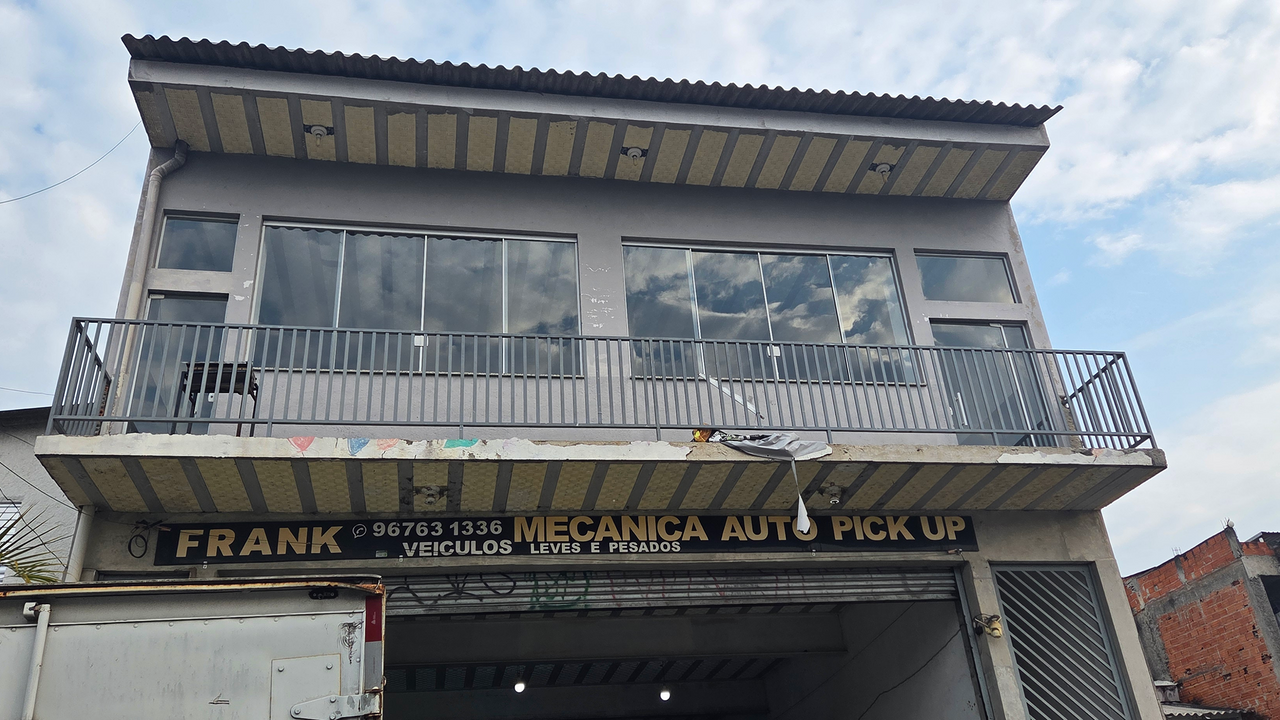 FRANK 96763 1336 MECANICA AUTO PICK UP
VEICULOS LEVES E PESADOS